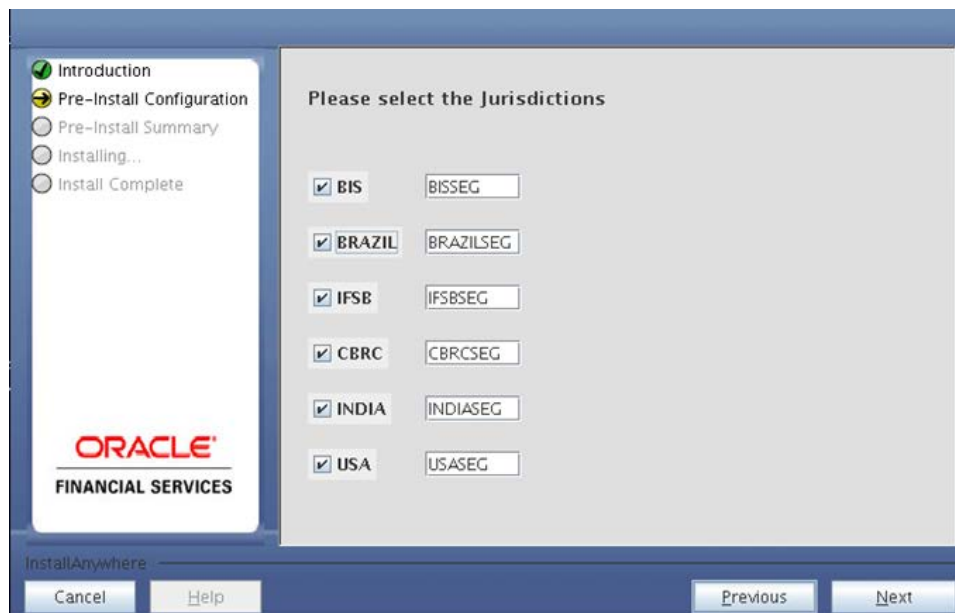 Introduction
Pre-Install Configuration
Pre-Install Summary
Installing...
Install Complete
ORACLE
FINANCIAL SERVICES
Please select the Jurisdictions
BIS BISSEG
BRAZIL BRAZILSEG
IFSB IFSBSEG
CBRC CBRCSEG
INDIA INDIASEG
USA USASEG
InstallAnywhere
Cancel Help Previous Next